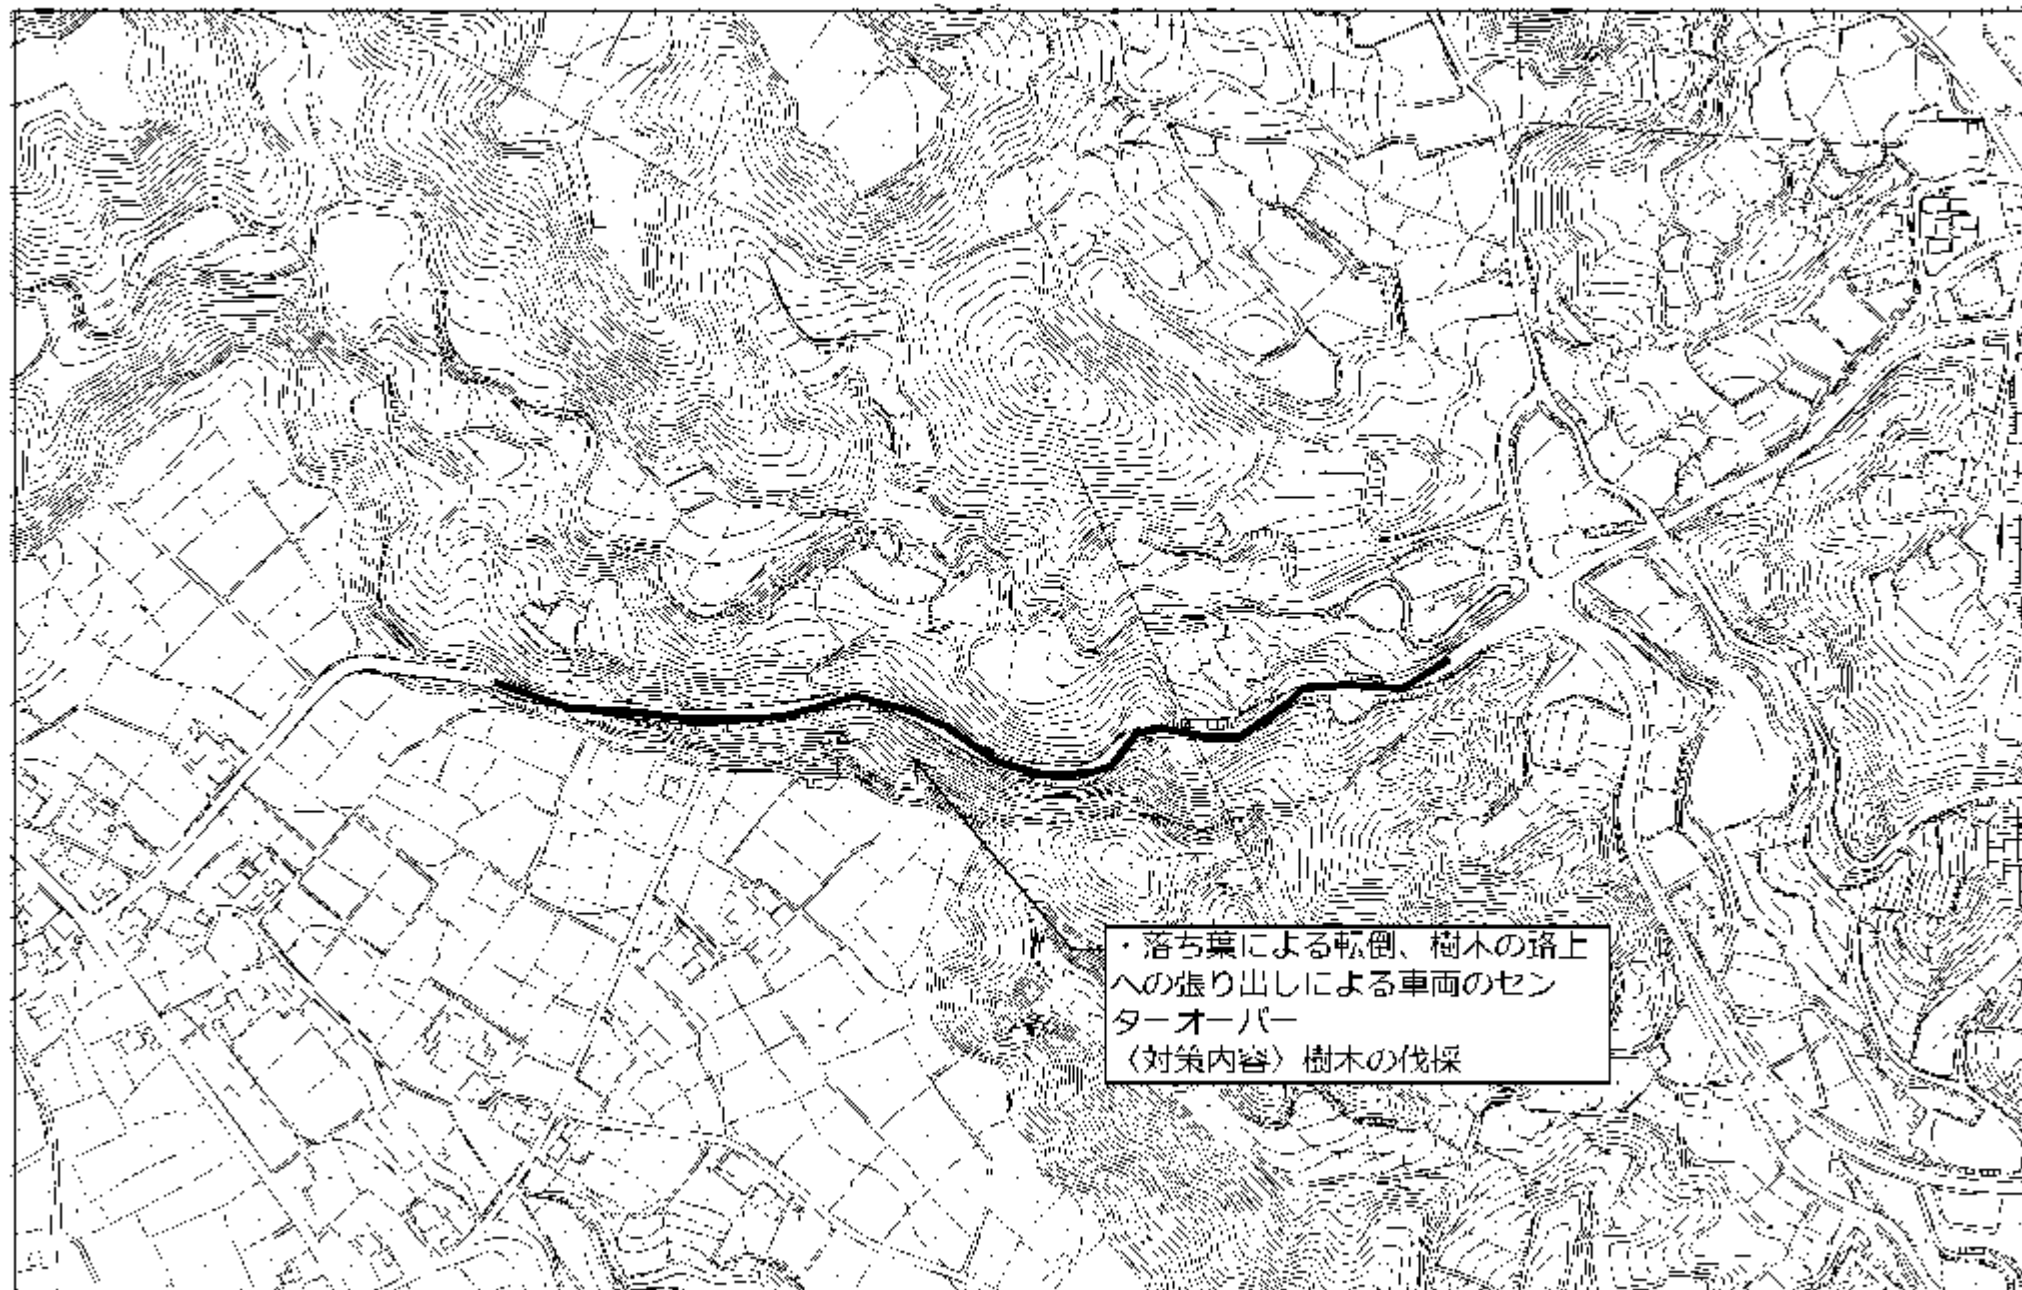 ・落ち葉による転倒、樹木の路上
への張り出しによる車両のセン
ターオーバー
（対策内容）樹木の伐採